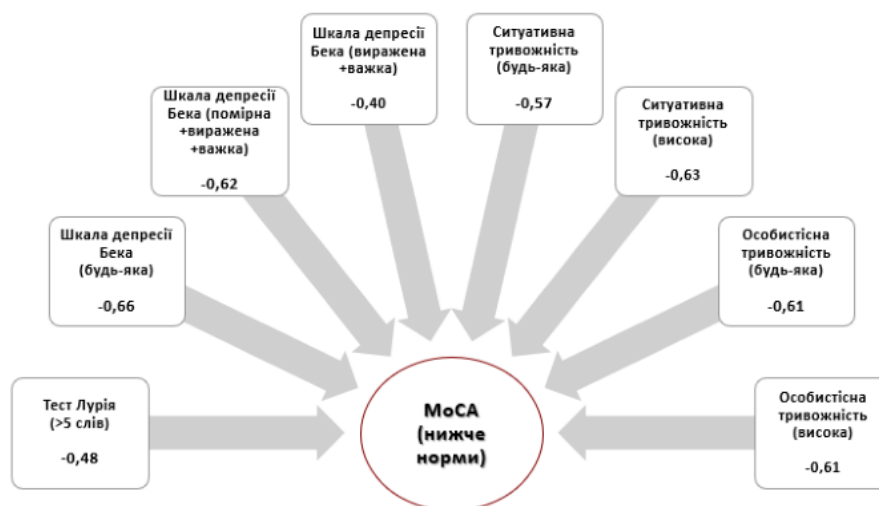 Шкала депресії
Бека (виражена
+важка)
-0,40
Ситуативна
тривожність
(будь-яка)
-0,57
Шкала депресії
Бека (помірна
+виражена
+важка)
-0,62
Ситуативна
тривожність
(висока)
-0,63
Шкала депресії
Бека
(будь-яка)
-0,66
Особистісна
тривожність
(будь-яка)
-0,61
Тест Лурія
(>5 слів)
-0,48
МоСА
(нижче
норми)
Особистісна
тривожність
(висока)
-0,61